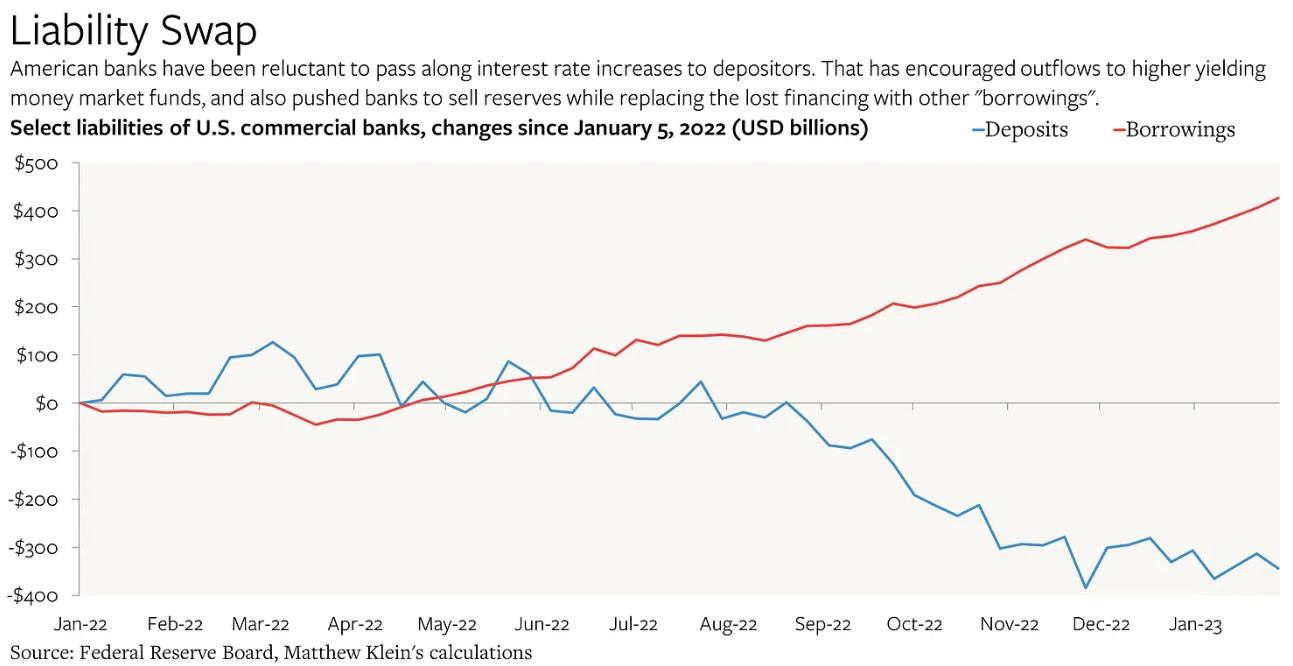 Liability Swap
American banks have been reluctant to pass along interest rate increases to depositors. That has encouraged outflows to higher yielding
money market funds, and also pushed banks to sell reserves while replacing the lost financing with other "borrowings".
Select liabilities of U.S. commercial banks, changes since January 5, 2022 (USD billions)
Deposits
Borrowings
$500
$400
$300
$200
$100
$0
-$100
-$200
-$300
-$400
Jan-22 Feb-22 Mar-22 Apr-22 May-22 Jun-22 Jul-22 Aug-22 Sep-22 Oct-22 Nov-22 Dec-22 Jan-23
Source: Federal Reserve Board, Matthew Klein's calculations